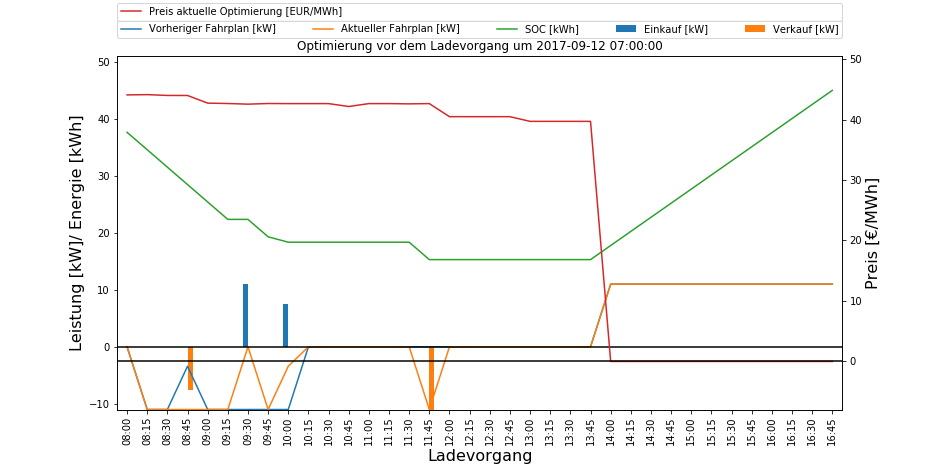 Preis aktuelle Optimierung [EUR/MWh]
Vorheriger Fahrplan [kW] Aktueller Fahrplan [kW] SOC [kWh] Einkauf [kW] Verkauf [kW]
Optimierung vor dem Ladevorgang um 2017-09-12 07:00:00
Leistung [kW]/ Energie [kWh]
50
40
30
20
10
0
−10
50
40
30
20
10
0
Preis [€/MWh]
08:00 08:15 08:30 08:45 09:00 09:15 09:30 09:45 10:00 10:15 10:30 10:45 11:00 11:15 11:30 11:45 12:00 12:15 12:30 12:45 13:00 13:15 13:30 13:45 14:00 14:15 14:30 14:45 15:00 15:15 15:30 15:45 16:00 16:15 16:30 16:45
Ladevorgang